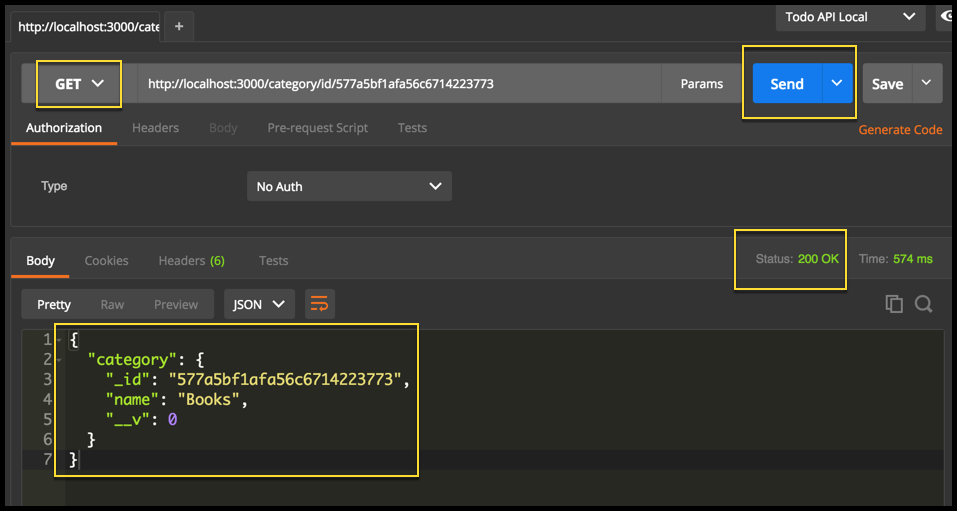 http://localhost:3000/cate
+
Todo API Local
GET http://localhost:3000/category/id/577a5bf1afa56c6714223773 Params Send Save
Authorization Headers Body Pre-request Script Tests Generate Code
Type No Auth
Body Cookies Headers (6) Tests Status: 200 OK Time: 574 ms
Pretty Raw Preview JSON
1 {
2 "category": {
3 "_id": "577a5bf1afa56c6714223773",
4 "name": "Books",
5 "__v": 0
6 }
7 }